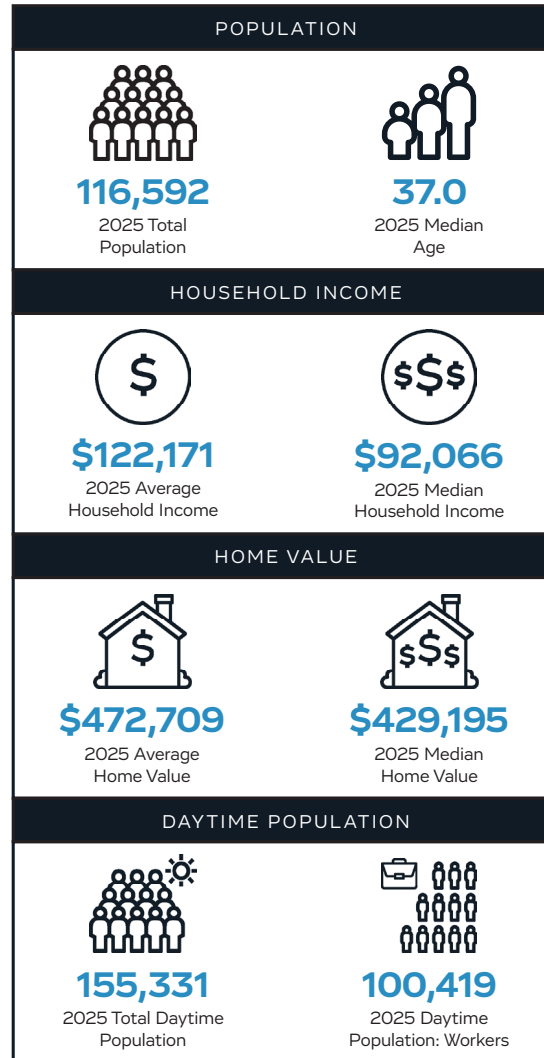 POPULATION
116,592
2025 Total
Population
37.0
2025 Median
Age
HOUSEHOLD INCOME
$
$122,171
2025 Average
Household Income
$$$
$92,066
2025 Median
Household Income
HOME VALUE
$
$472,709
2025 Average
Home Value
$$$
$429,195
2025 Median
Home Value
DAYTIME POPULATION
155,331
2025 Total Daytime
Population
100,419
2025 Daytime
Population: Workers